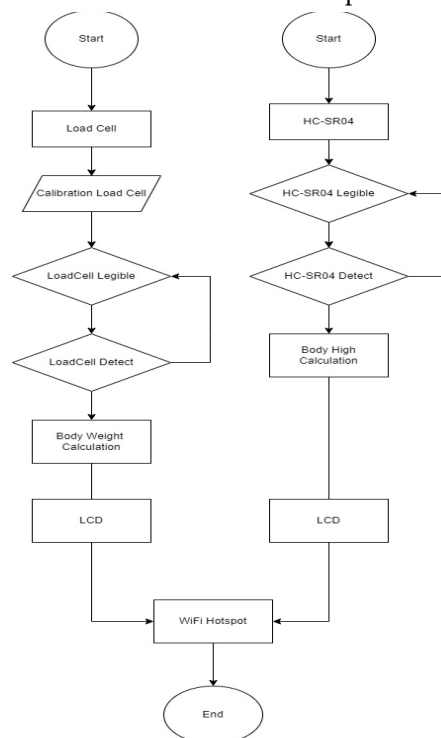 Start
Load Cell
Calibration Load Cell
LoadCell Legible
LoadCell Detect
Body Weight
Calculation
LCD
Start
HC-SR04
HC-SR04 Legible
HC-SR04 Detect
Body High
Calculation
LCD
WiFi Hotspot
End